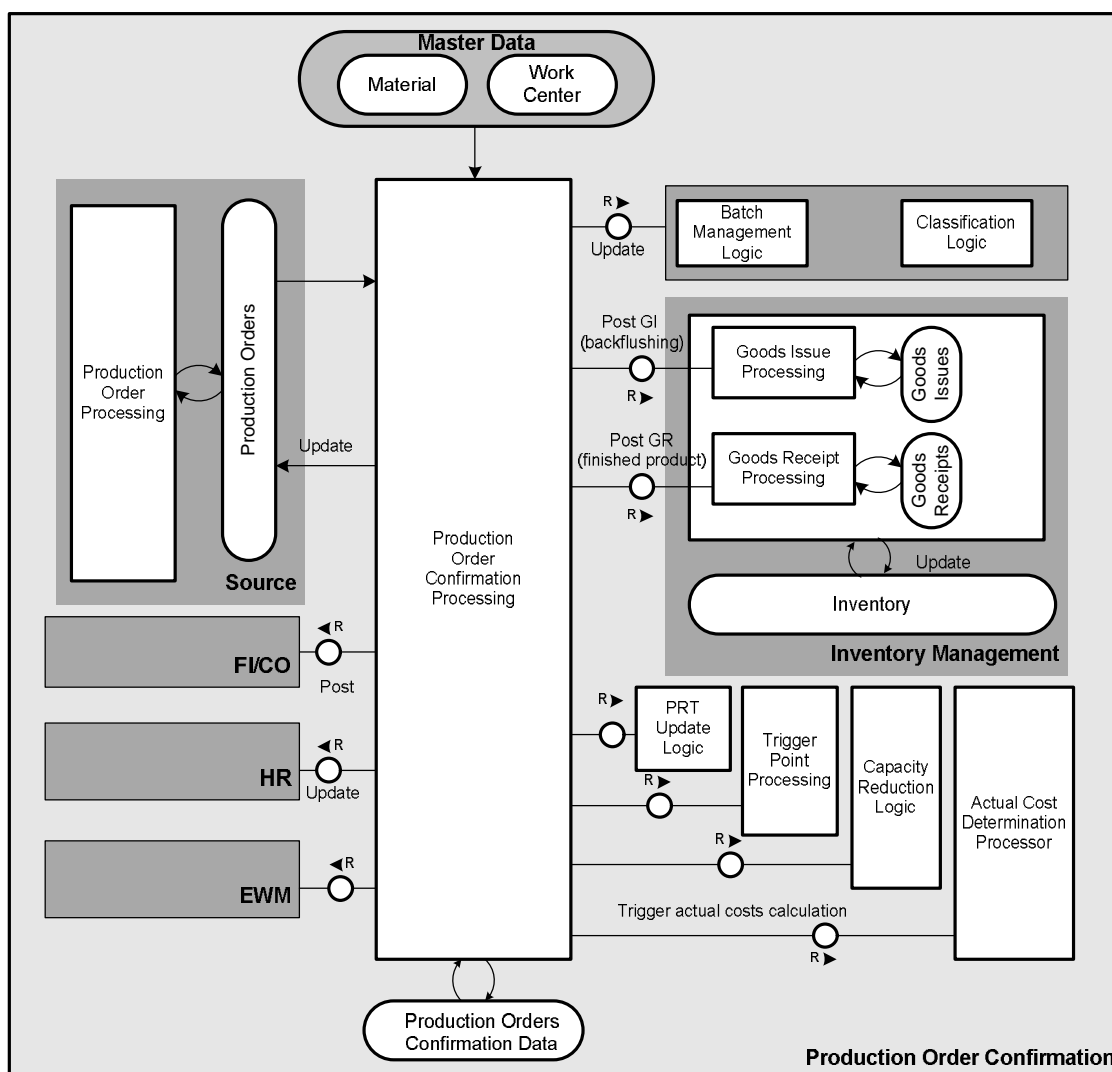 Master Data
Material
Work
Center
R
Update
Batch
Management
Logic
Classification
Logic
Production
Order
Processing
Production Orders
Update
Source
Production
Order
Confirmation
Processing
Post GI
(backflushing)
R
Goods Issue
Processing
Goods
Issues
Post GR
(finished product)
R
Goods Receipt
Processing
Goods
Receipts
Update
Inventory
Inventory Management
FI/CO
R
Post
HR
R
Update
EWM
R
R
PRT
Update
Logic
R
Trigger
Point
Processing
R
Capacity
Reduction
Logic
Trigger actual costs calculation
R
Actual Cost
Determination
Processor
Production Orders
Confirmation Data
Production Order Confirmation